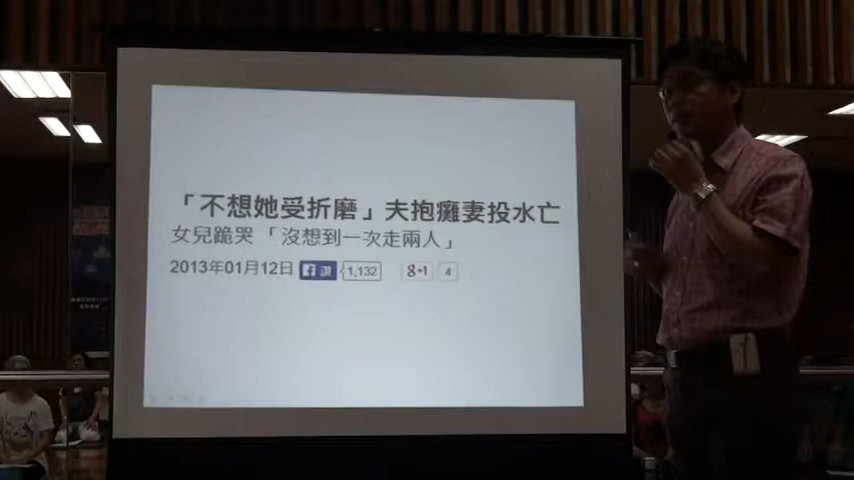 「不想她受折磨」夫抱癱妻投水亡
女兒跪哭「沒想到一次走兩人」
2013年01月12日 f 讚 1,132 g+1 4